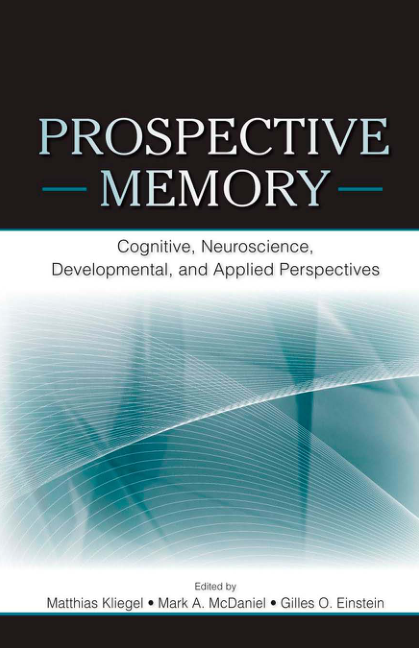 PROSPECTIVE
MEMORY
Cognitive, Neuroscience,
Developmental, and Applied Perspectives
Edited by
Matthias Kliegel • Mark A. McDaniel • Gilles O. Einstein